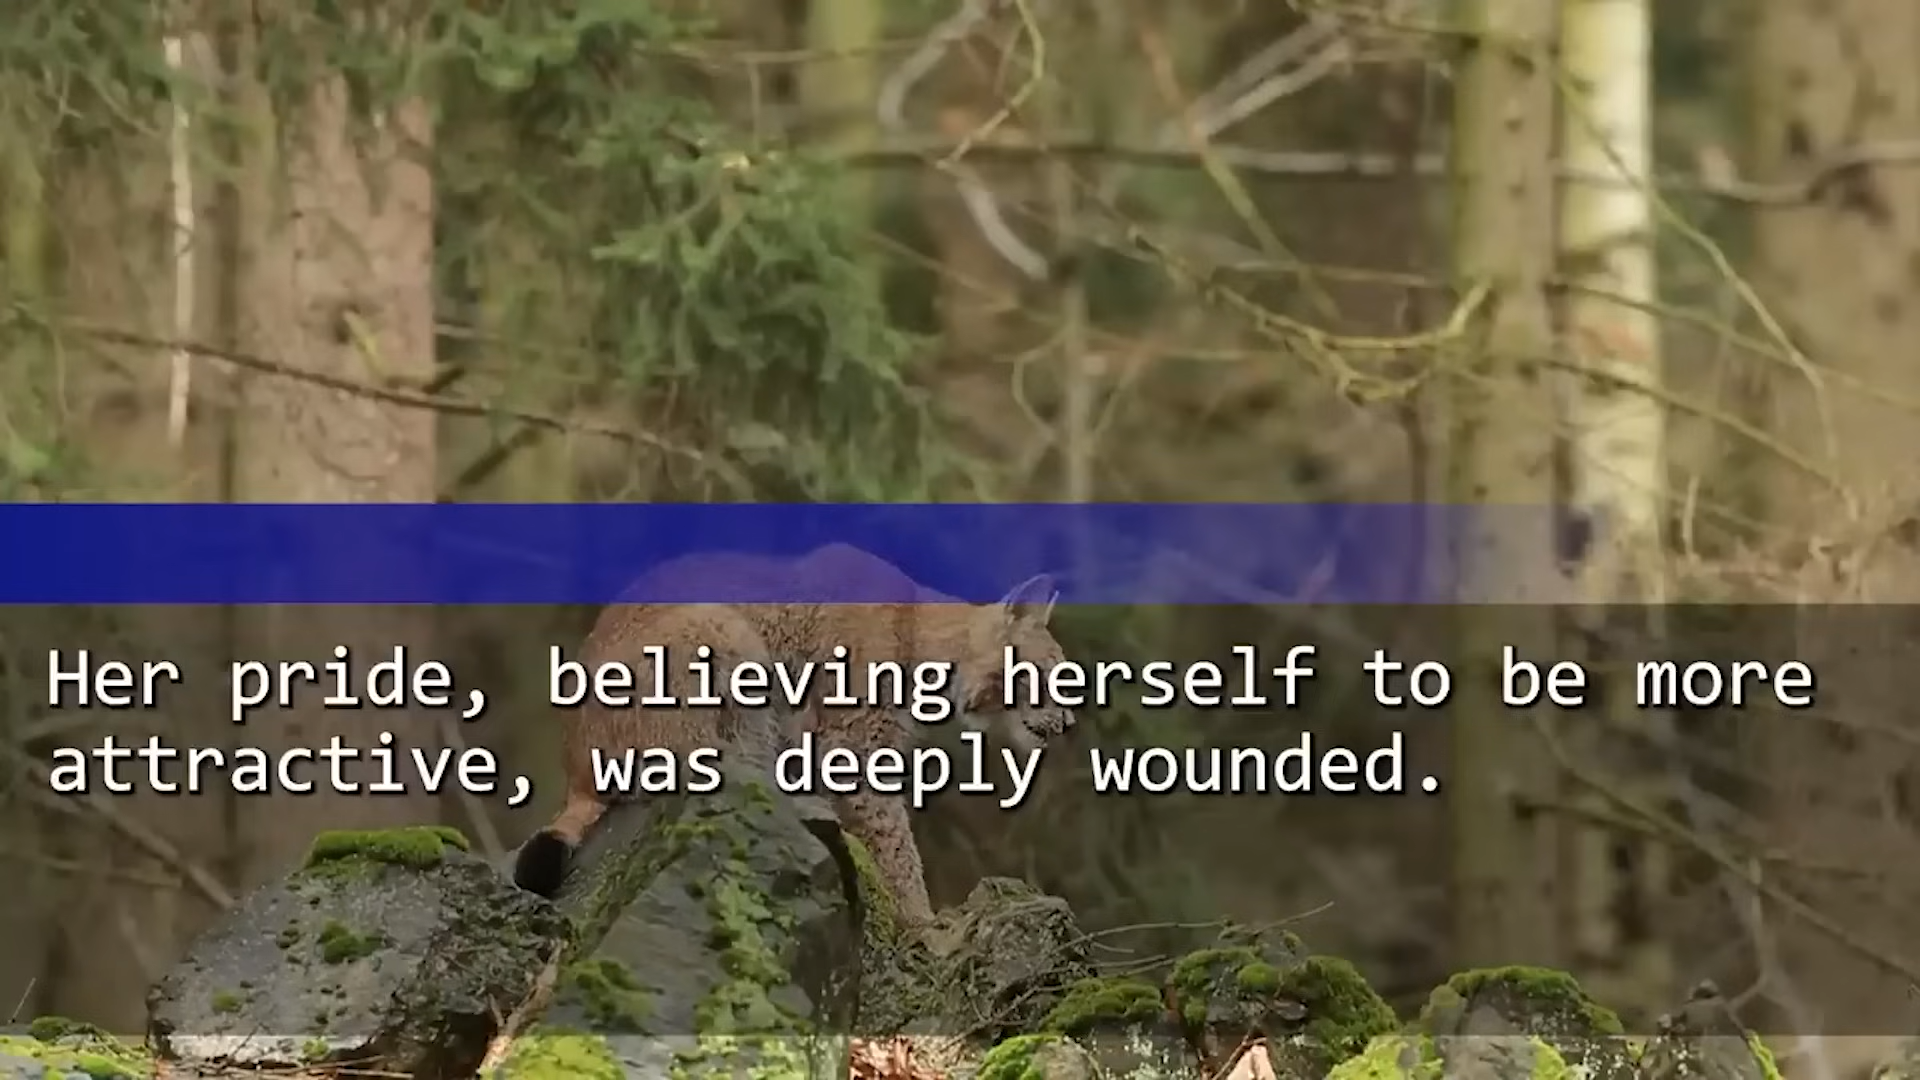 Her pride, believing herself to be more
attractive, was deeply wounded.